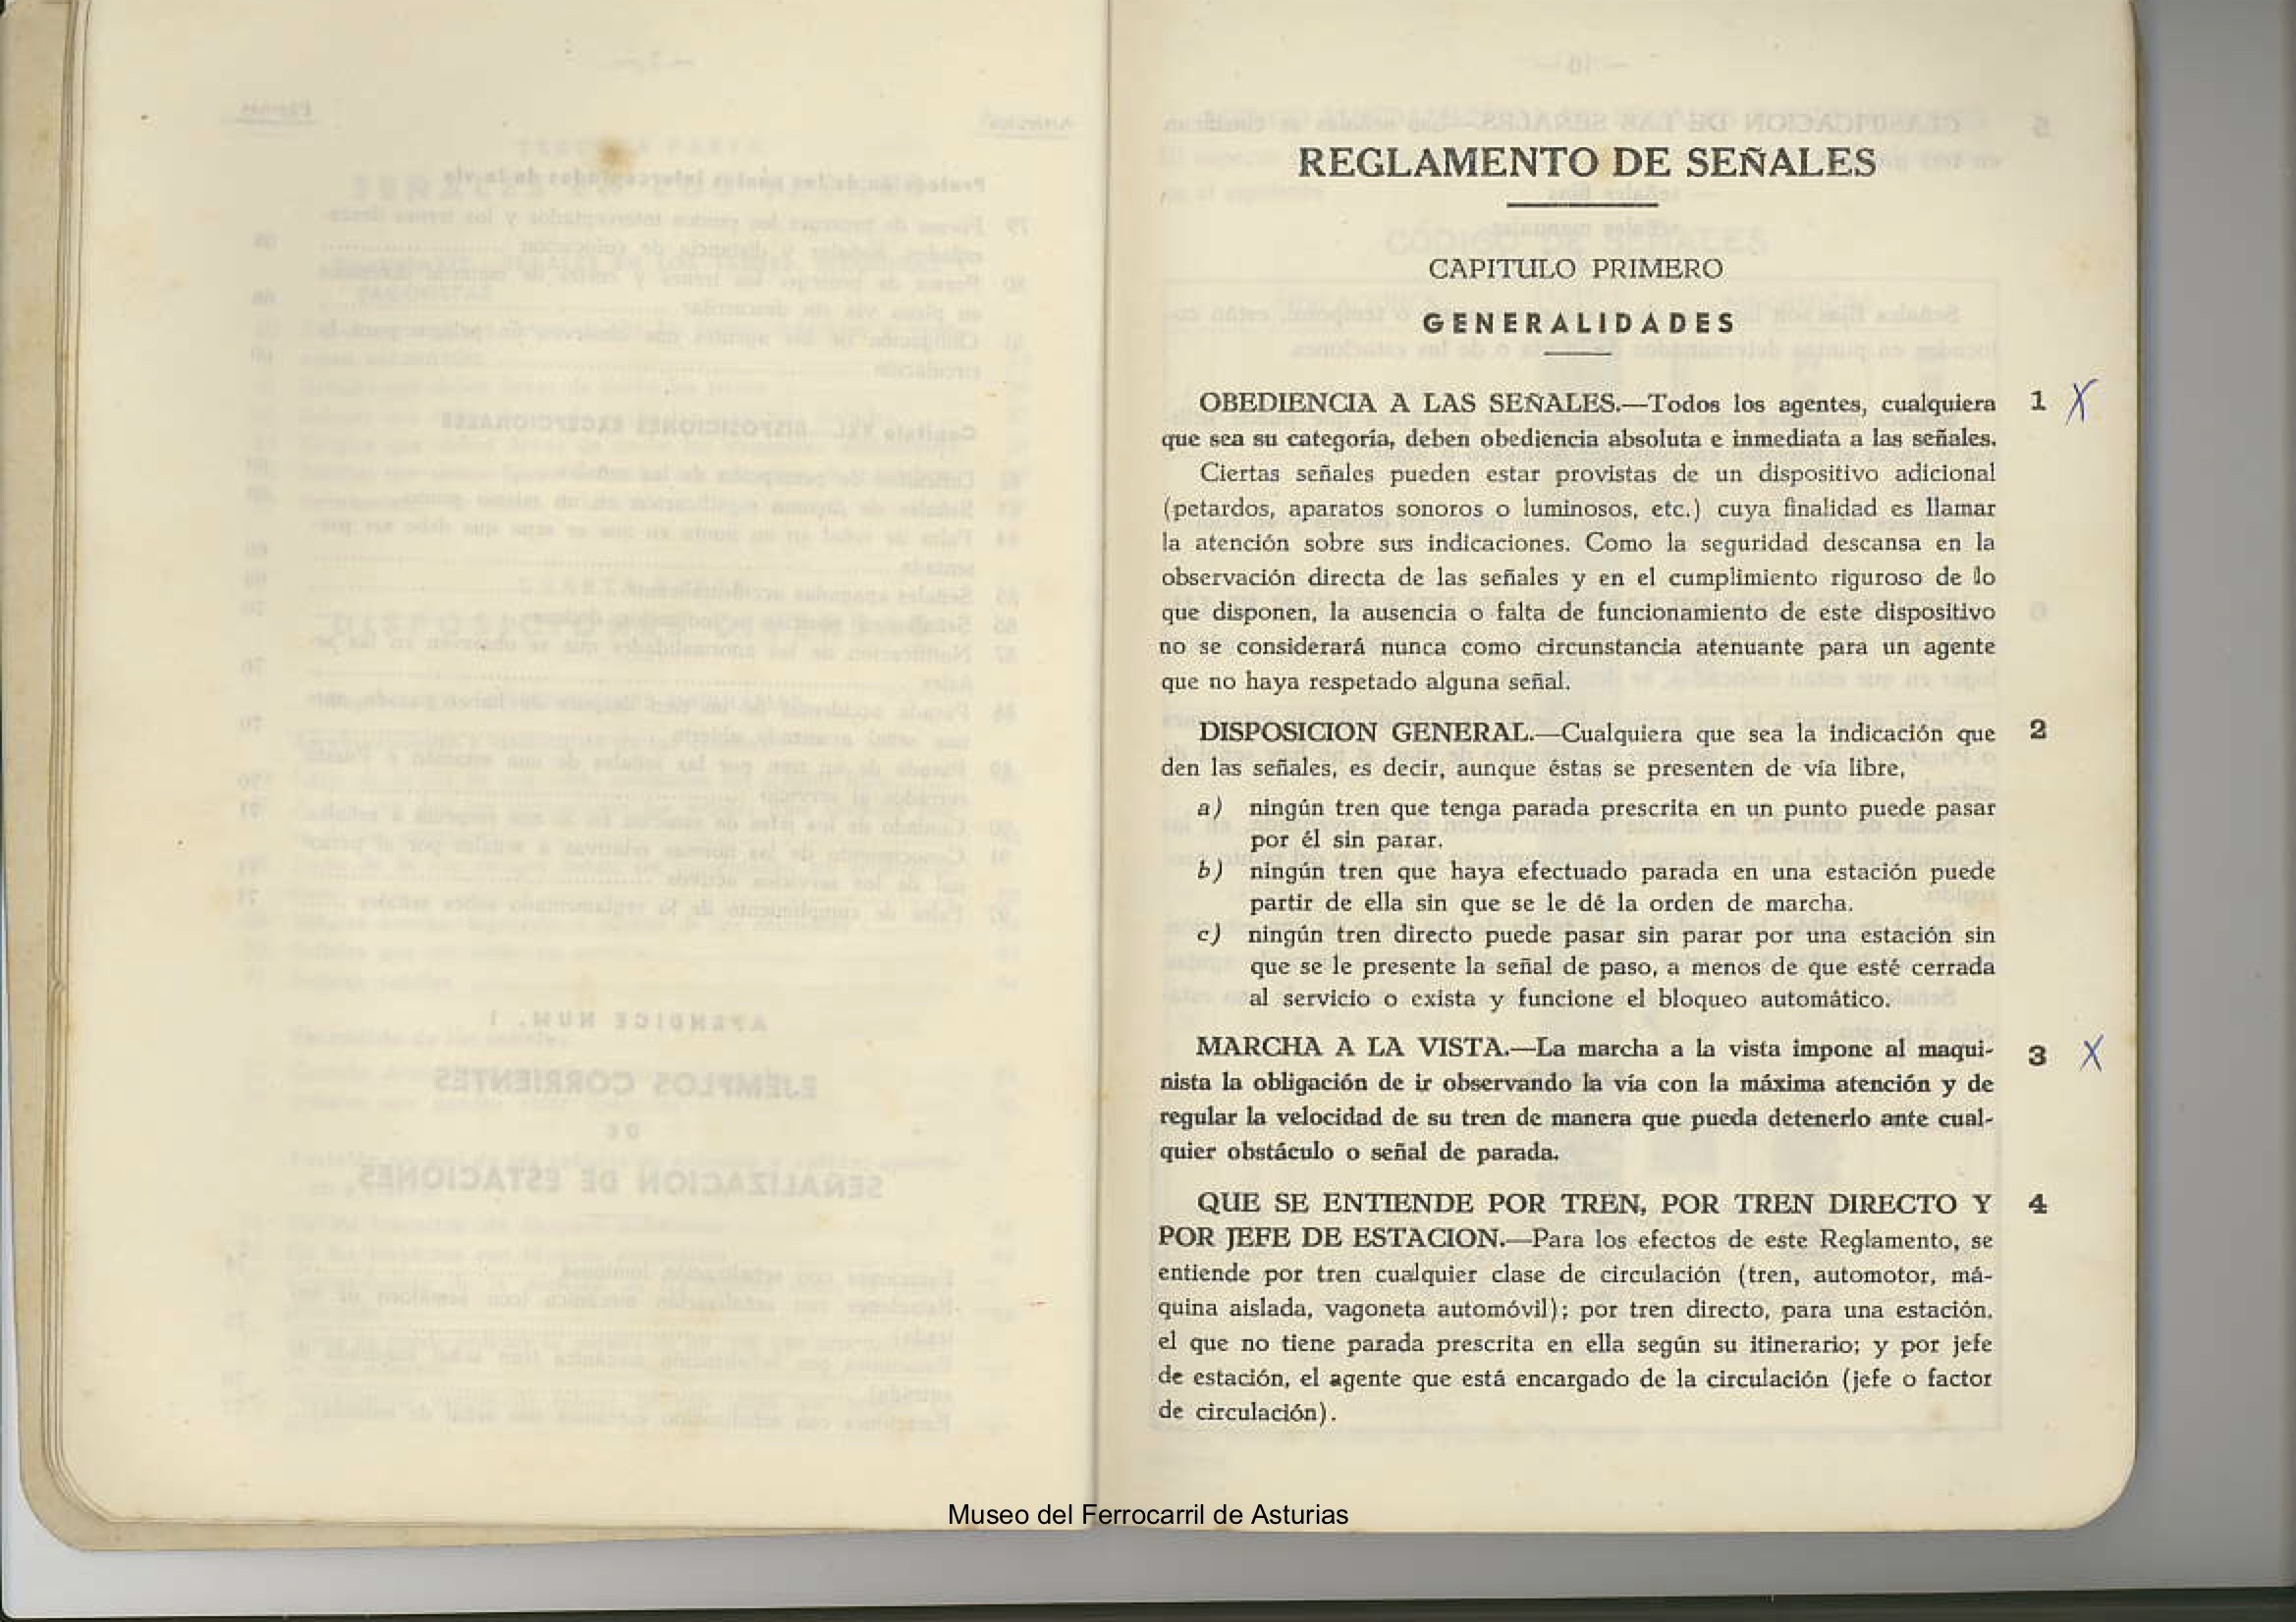 REGLAMENTO DE SEÑALES
CAPITULO PRIMERO
GENERALIDADES
OBEDIENCIA A LAS SEÑALES.—Todos los agentes, cualquiera 1 X
que sea su categoría, deben obediencia absoluta e inmediata a las señales.
Ciertas señales pueden estar provistas de un dispositivo adicional
(petardos, aparatos sonoros o luminosos, etc.) cuya finalidad es llamar
la atención sobre sus indicaciones. Como la seguridad descansa en la
observación directa de las señales y en el cumplimiento riguroso de lo
que disponen, la ausencia o falta de funcionamiento de este dispositivo
no se considerará nunca como circunstancia atenuante para un agente
que no haya respetado alguna señal.
DISPOSICION GENERAL.—Cualquiera que sea la indicación que 2
den las señales, es decir, aunque éstas se presenten de vía libre,
a) ningún tren que tenga parada prescrita en un punto puede pasar
por él sin parar.
b) ningún tren que haya efectuado parada en una estación puede
partir de ella sin que se le dé la orden de marcha.
c) ningún tren directo puede pasar sin parar por una estación sin
que se le presente la señal de paso, a menos de que esté cerrada
al servicio o exista y funcione el bloqueo automático.
MARCHA A LA VISTA.—La marcha a la vista impone al maqui- 3 X
nista la obligación de ir observando la vía con la máxima atención y de
regular la velocidad de su tren de manera que pueda detenerlo ante cual-
quier obstáculo o señal de parada.
QUE SE ENTIENDE POR TREN, POR TREN DIRECTO Y 4
POR JEFE DE ESTACION.—Para los efectos de este Reglamento, se
entiende por tren cualquier clase de circulación (tren, automotor, má-
quina aislada, vagoneta automóvil); por tren directo, para una estación,
el que no tiene parada prescrita en ella según su itinerario; y por jefe
de estación, el agente que está encargado de la circulación (jefe o factor
de circulación).
Museo del Ferrocarril de Asturias